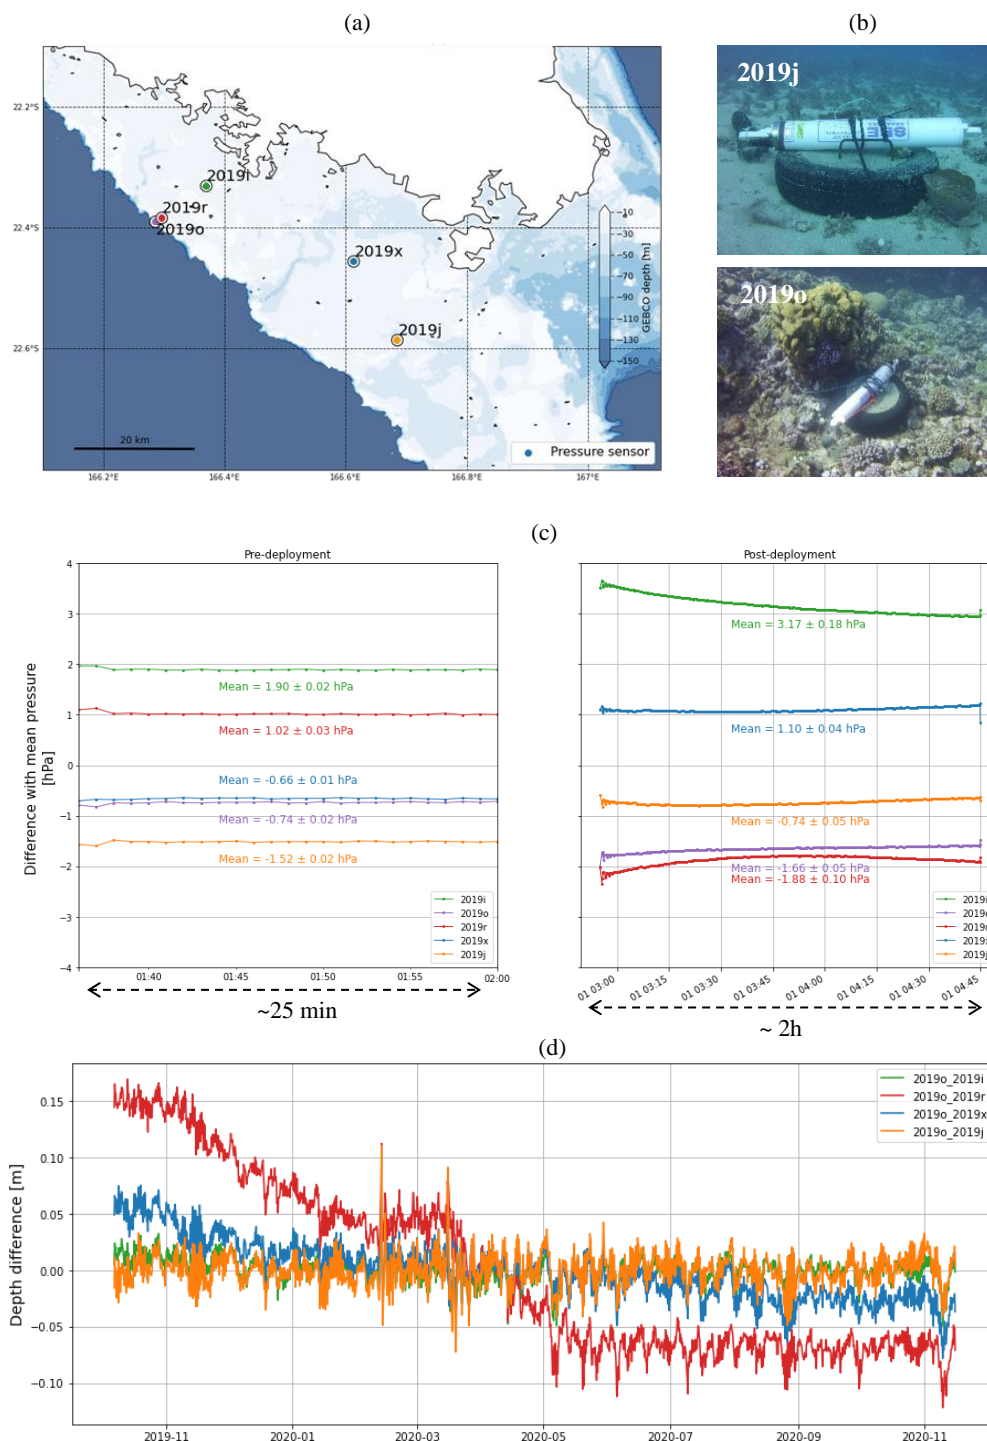 (a)
(b)
22.2°S
22.4°S
22.6°S
2019i
2019r
2019o
2019x
2019j
−10
−30
−50
−70
−90
−110
−130
−150
GEBCO depth [m]
20 km
Pressure sensor
166.2°E
166.4°E
166.6°E
166.8°E
167°E
2019j
SBE
2019o
(c)
Pre-deployment
Difference with mean pressure
[hPa]
4
3
2
1
0
−1
−2
−3
−4
Mean = 1.90 ± 0.02 hPa
Mean = 1.02 ± 0.03 hPa
Mean = -0.66 ± 0.01 hPa
Mean = -0.74 ± 0.02 hPa
Mean = -1.52 ± 0.02 hPa
2019i
2019o
2019r
2019x
2019j
01:40
01:45
01:50
01:55
02:00
~25 min
Post-deployment
Mean = 3.17 ± 0.18 hPa
Mean = 1.10 ± 0.04 hPa
Mean = -0.74 ± 0.05 hPa
Mean = -1.66 ± 0.05 hPa
Mean = -1.88 ± 0.10 hPa
2019i
2019o
2019r
2019x
2019j
01 03:00
01 03:15
01 03:30
01 03:45
01 04:00
01 04:15
01 04:30
01 04:45
~ 2h
(d)
Depth difference [m]
0.15
0.10
0.05
0.00
−0.05
−0.10
2019o_2019i
2019o_2019r
2019o_2019x
2019o_2019j
2019-11
2020-01
2020-03
2020-05
2020-07
2020-09
2020-11